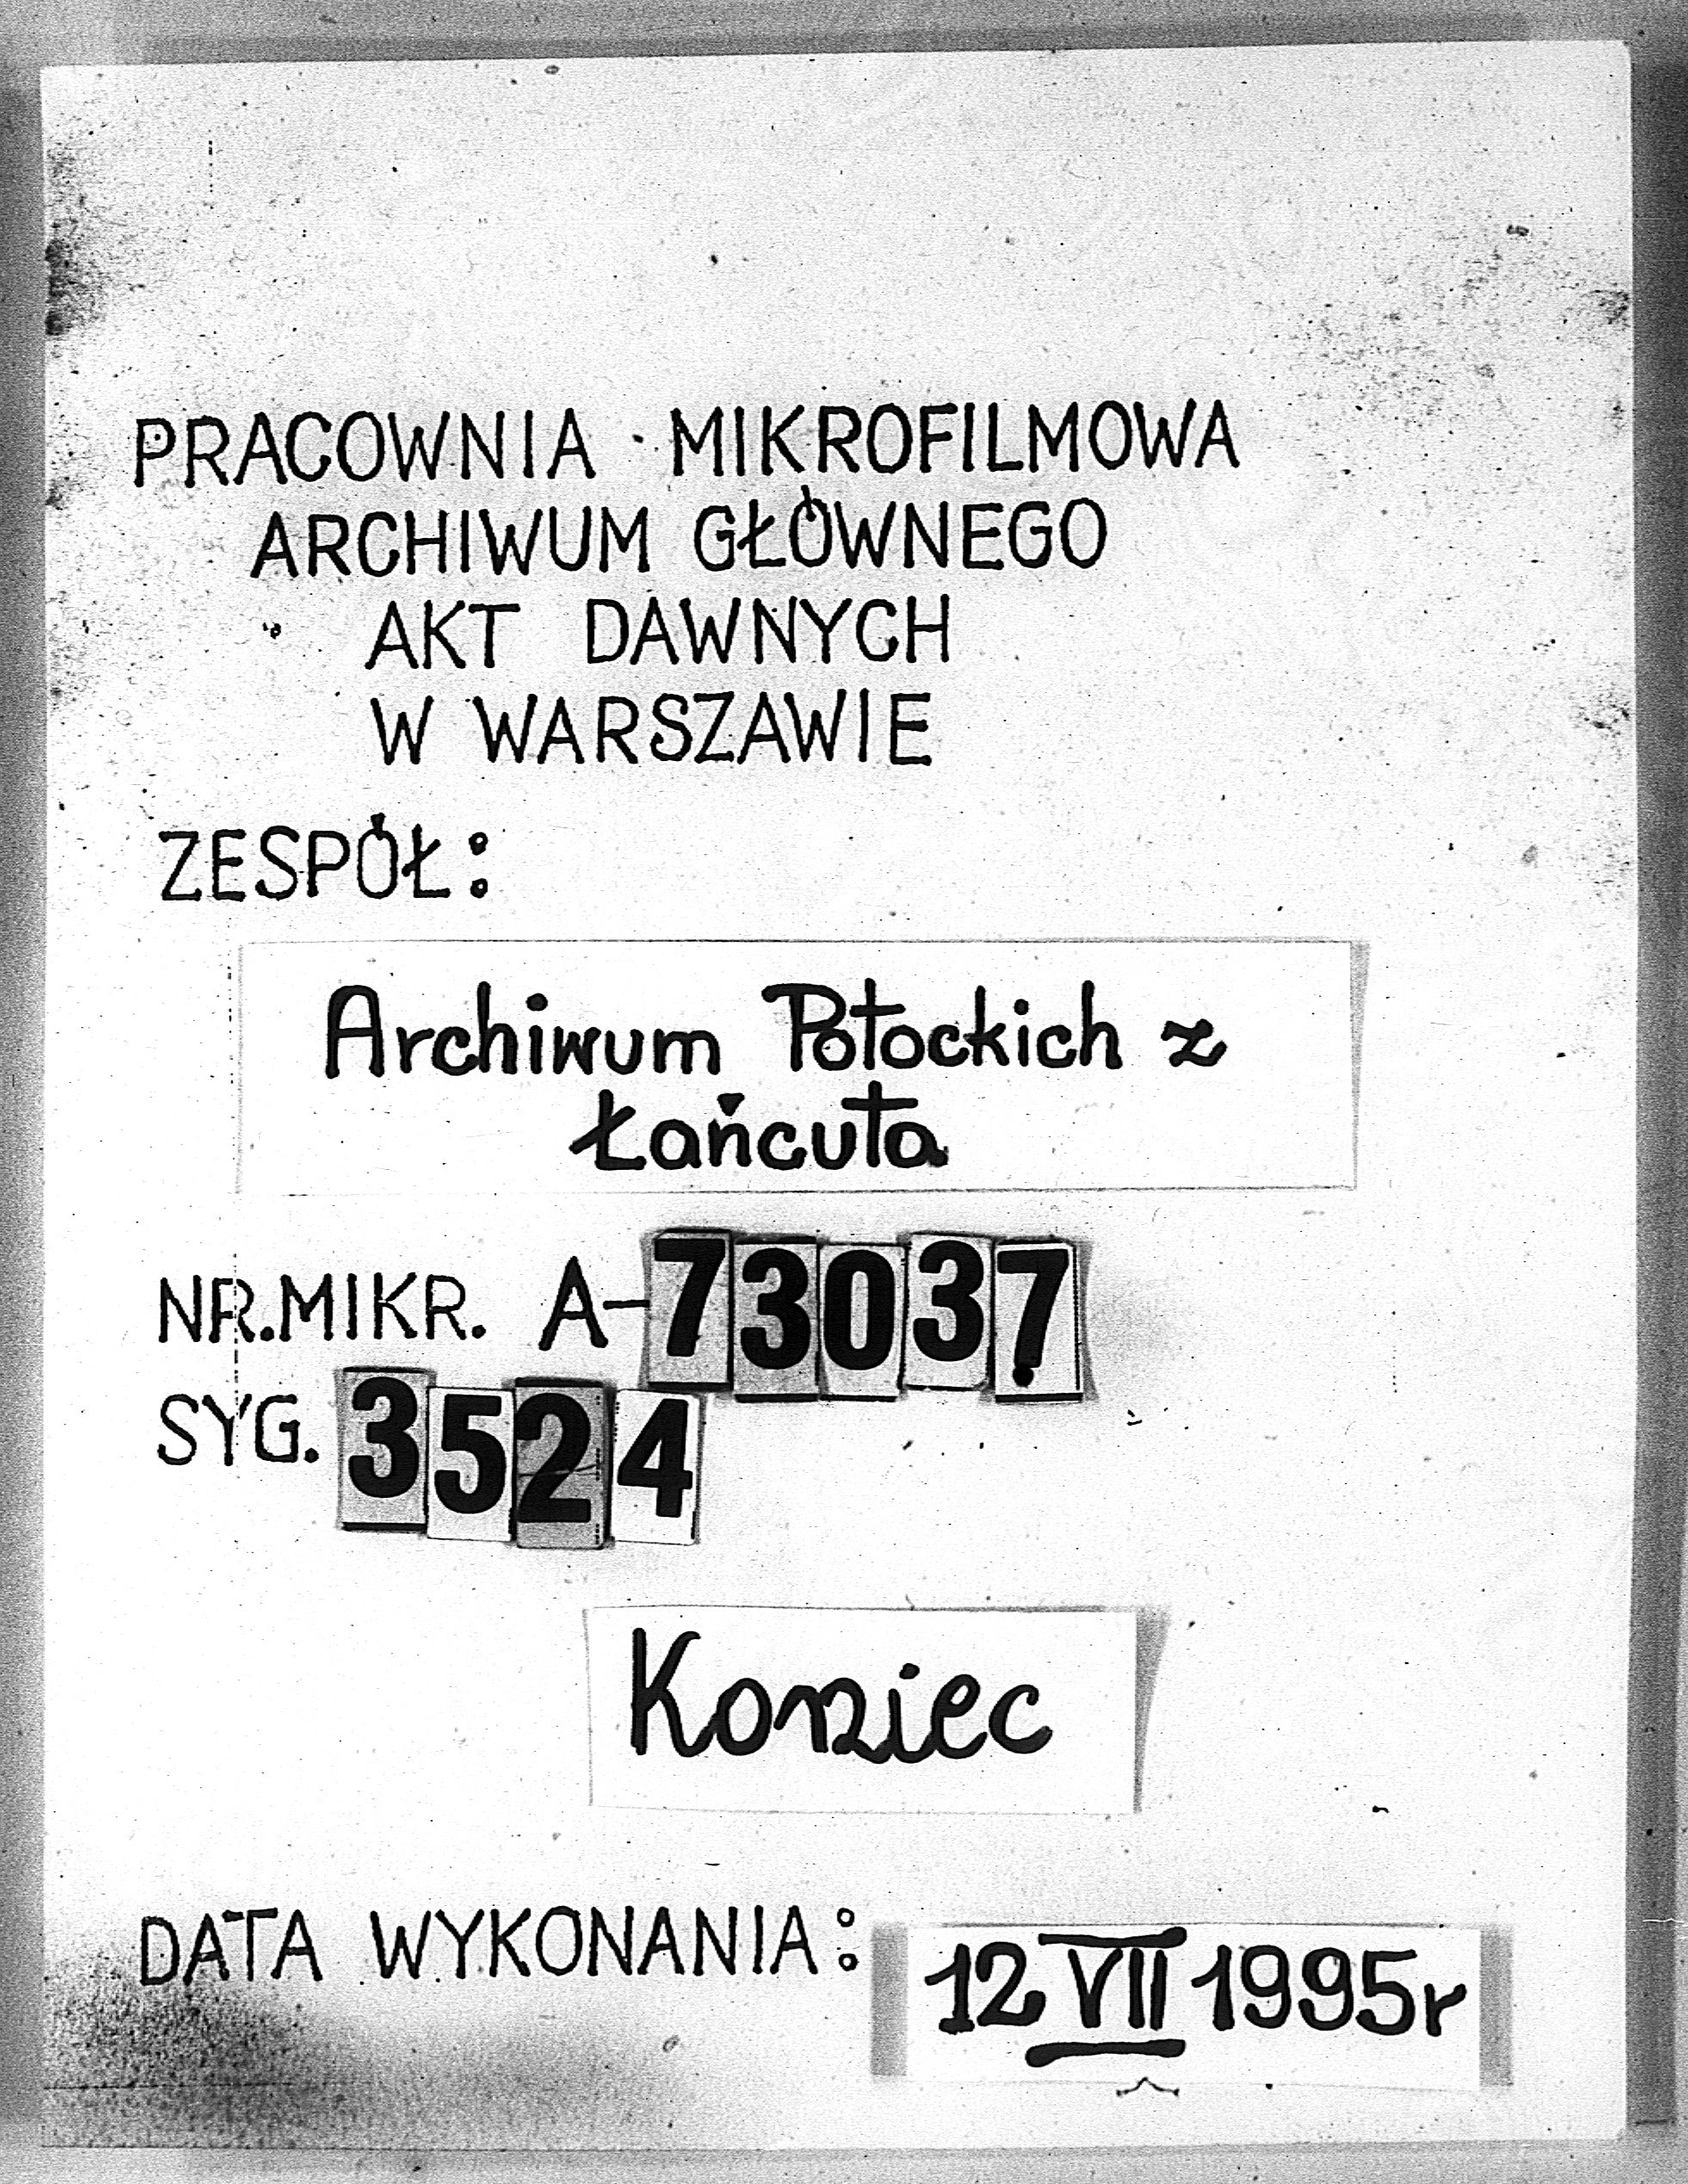 PRACOWNIA MIKROFILMOWA
ARCHIWUM GŁÓWNEGO
AKT DAWNYCH
W WARSZAWIE
ZESPÓŁ:
Archiwum Potockich z
Łańcuta
NR.MIKR. A-73037
SYG. 3524
Koniec
DATA WYKONANIA: 12 VII 1995r